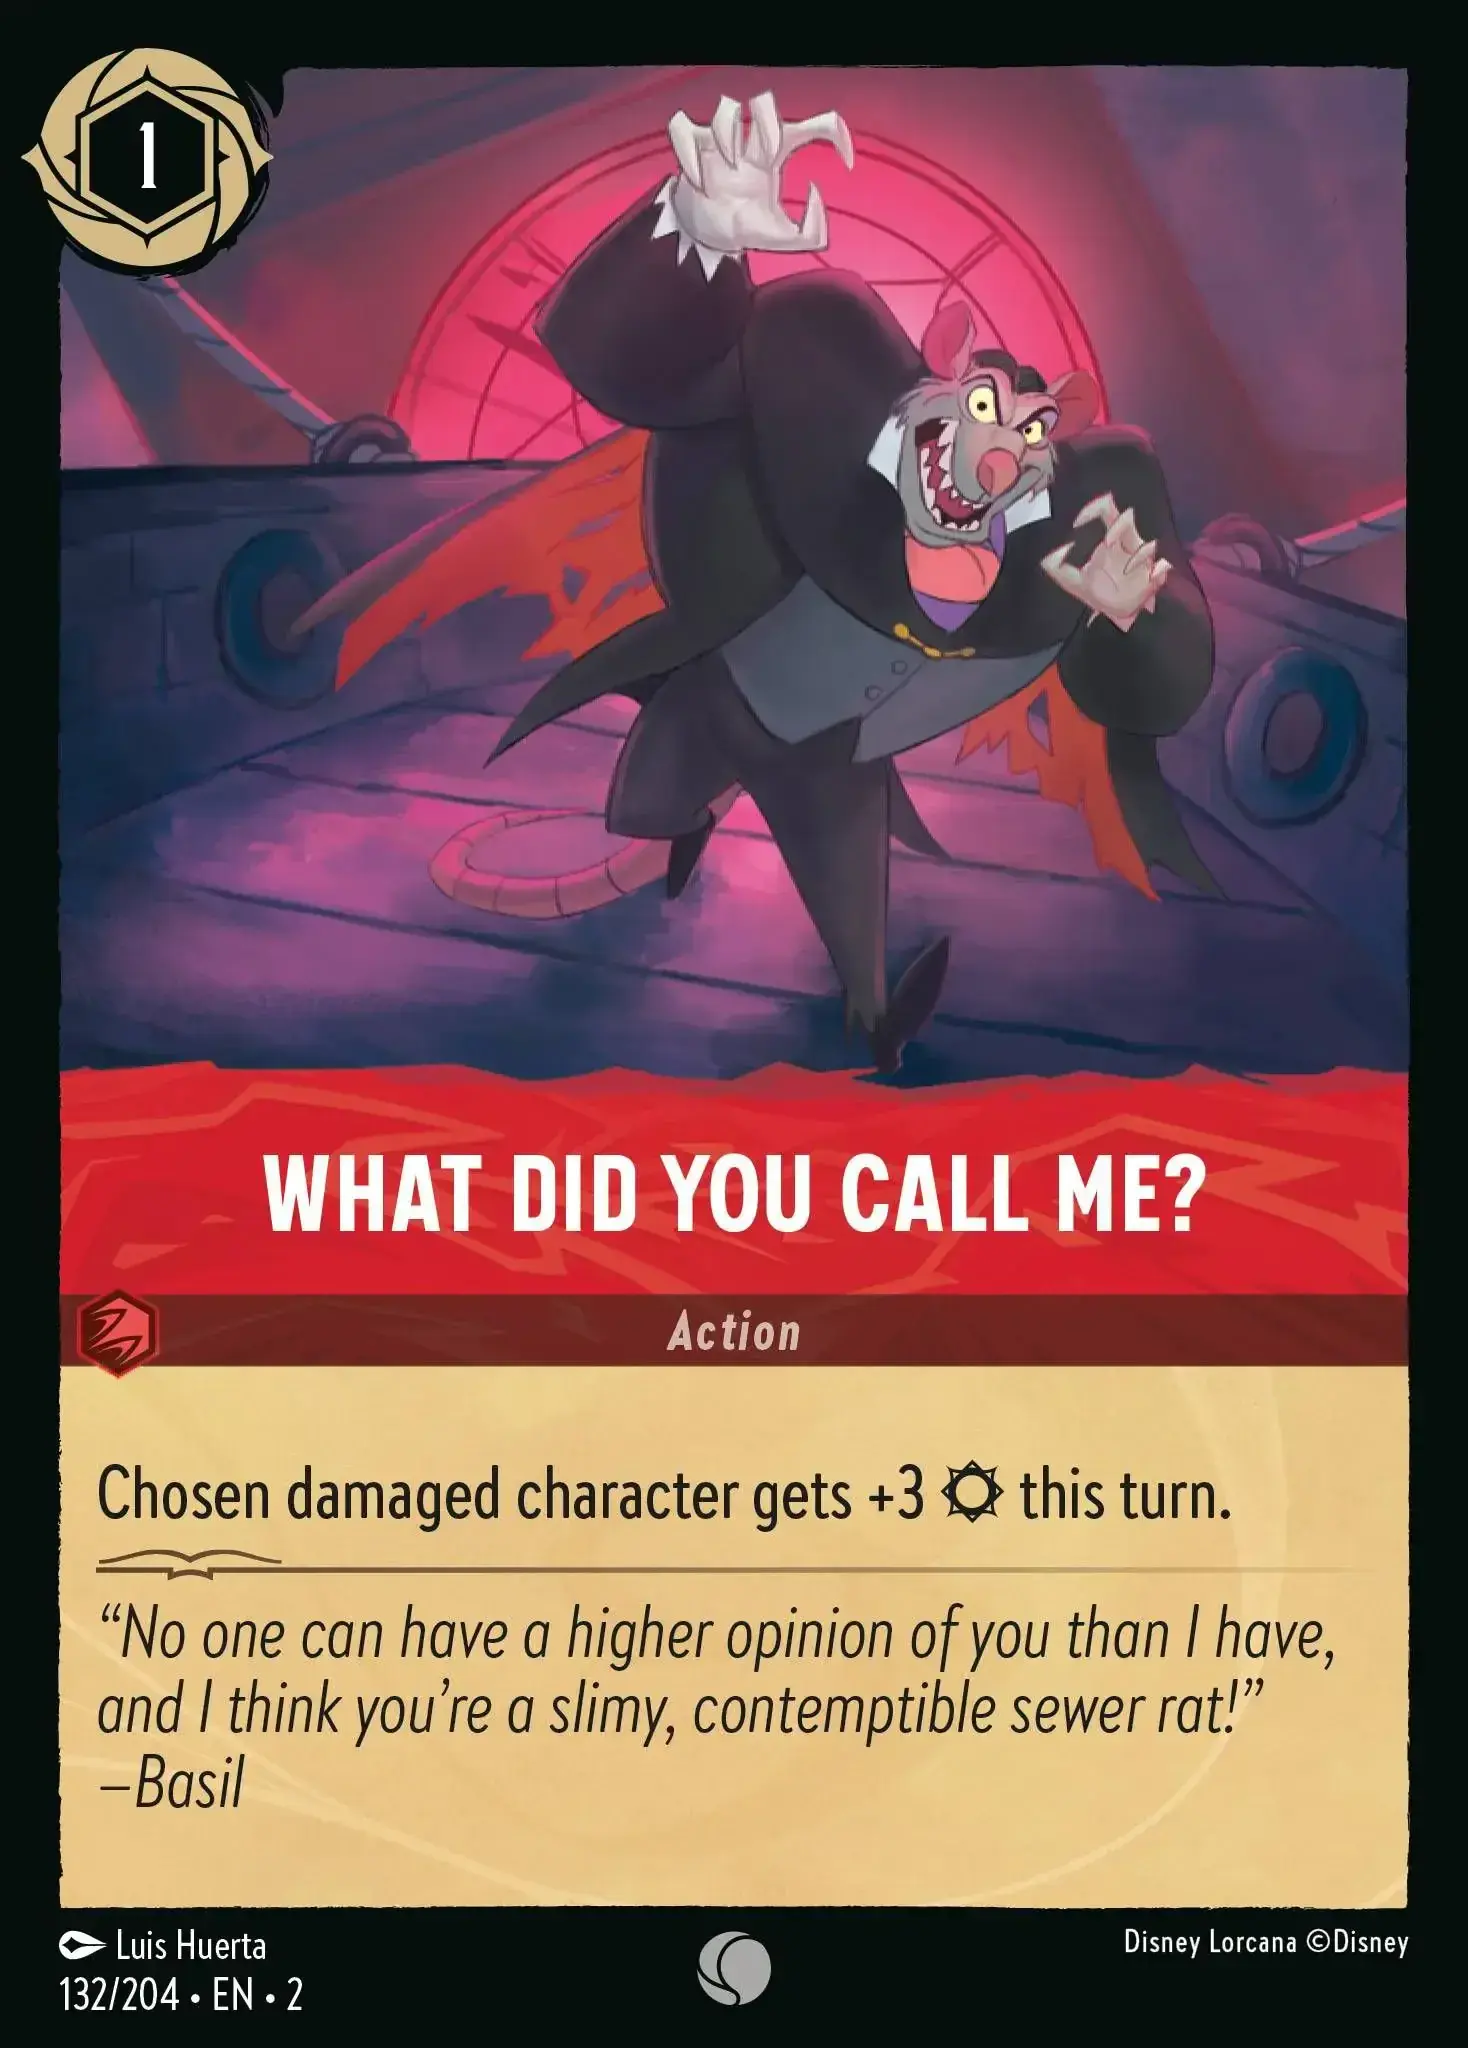 1
WHAT DID YOU CALL ME?
Action
Chosen damaged character gets +3 this turn.
“No one can have a higher opinion of you than I have,
and I think you’re a slimy, contemptible sewer rat!”
–Basil
Luis Huerta
Disney Lorcana ©Disney
132/204 • EN • 2